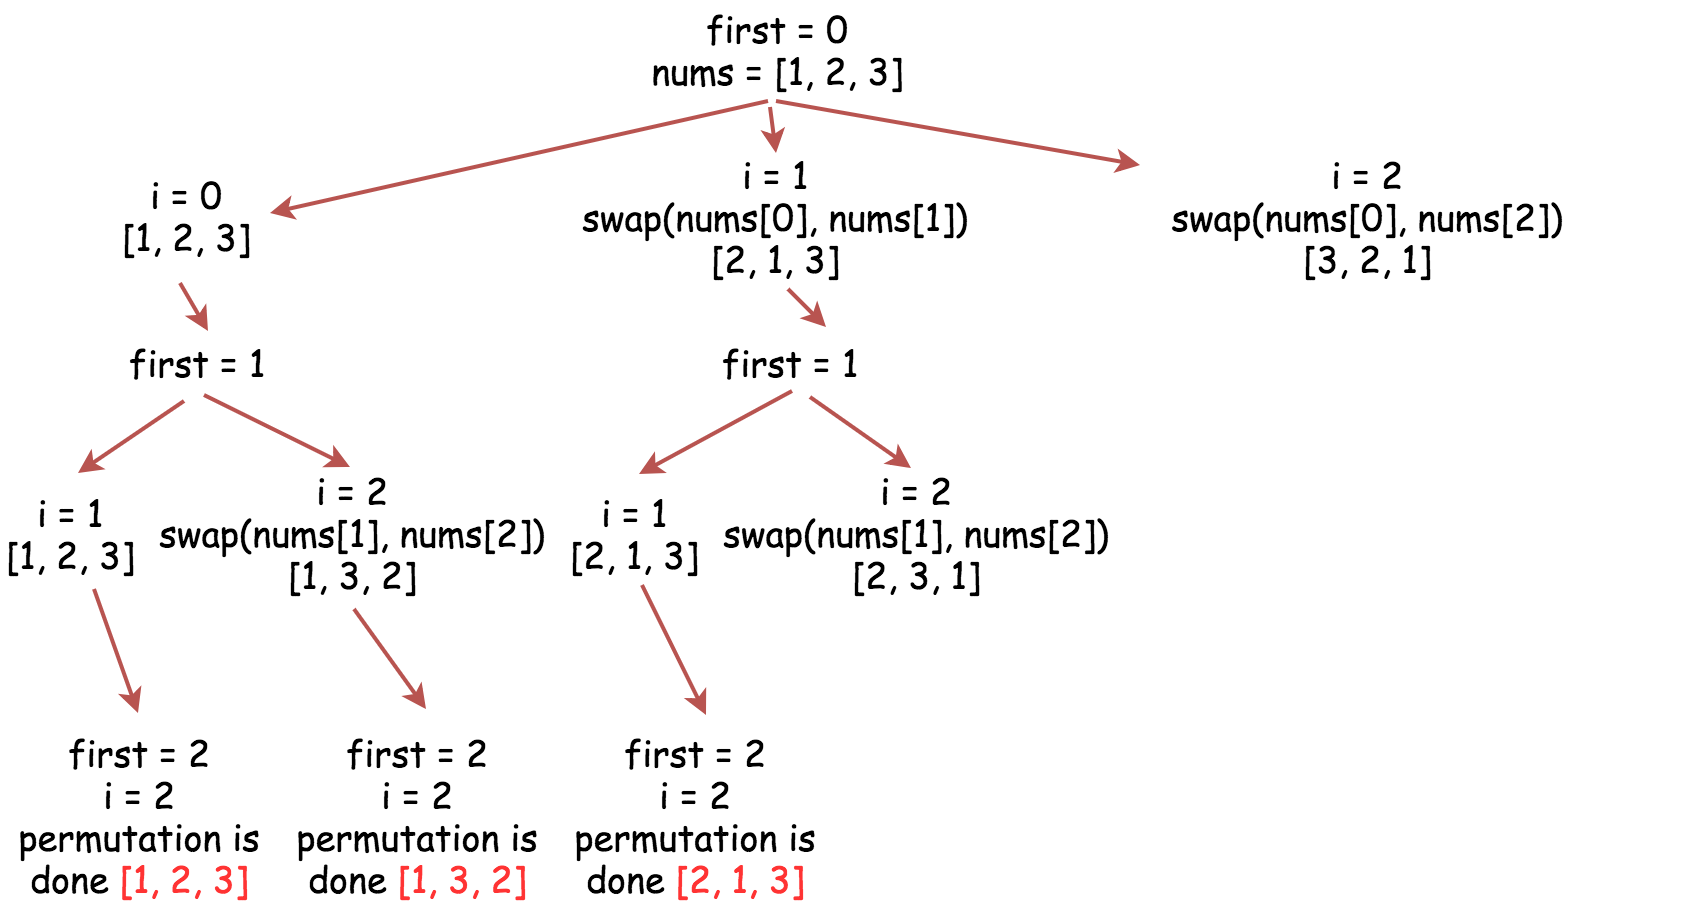 first = 0
nums = [1, 2, 3]
i = 0
[1, 2, 3]
i = 1
swap(nums[0], nums[1])
[2, 1, 3]
i = 2
swap(nums[0], nums[2])
[3, 2, 1]
first = 1
first = 1
i = 1
[1, 2, 3]
i = 2
swap(nums[1], nums[2])
[1, 3, 2]
i = 1
[2, 1, 3]
i = 2
swap(nums[1], nums[2])
[2, 3, 1]
first = 2
i = 2
permutation is
done [1, 2, 3]
first = 2
i = 2
permutation is
done [1, 3, 2]
first = 2
i = 2
permutation is
done [2, 1, 3]